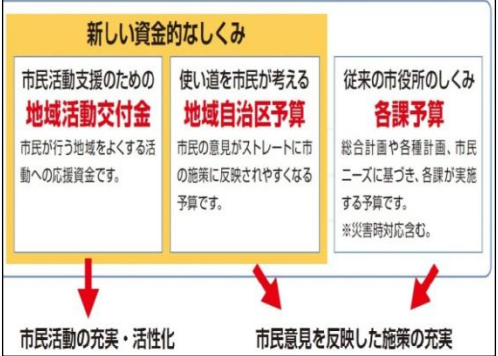 新しい資金的なしくみ
市民活動支援のための
地域活動交付金
市民が行う地域をよくする活
動への応援資金です。
使い道を市民が考える
地域自治区予算
市民の意見がストレートに市
の施策に反映されやすくなる
予算です。
従来の市役所のしくみ
各課予算
総合計画や各種計画、市民
ニーズに基づき、各課が実施
する予算です。
※災害時対応含む。
市民活動の充実・活性化
市民意見を反映した施策の充実